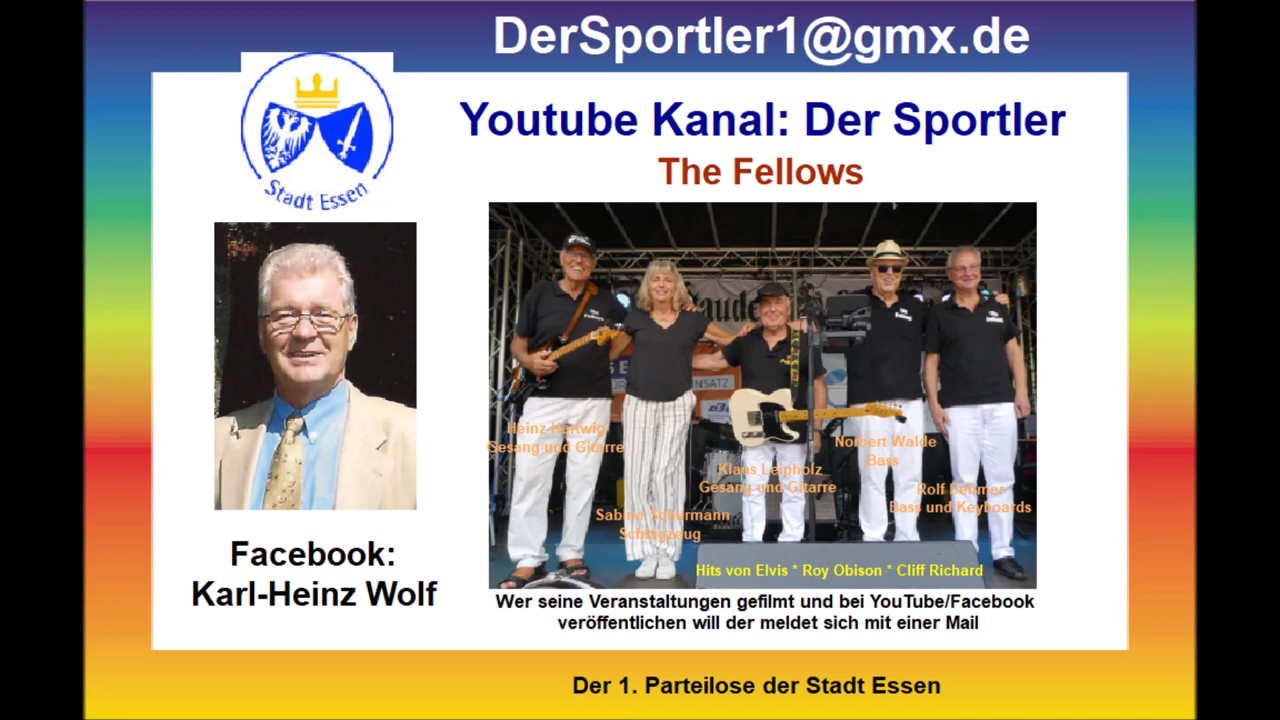 DerSportler1@gmx.de
Stadt Essen
Youtube Kanal: Der Sportler
The Fellows
Heinz Hartwig
Gesang und Gitarre
Sabine Schürmann
Schlagzeug
Klaus Leipholz
Gesang und Gitarre
Norbert Walde
Bass
Rolf
Bass und Keyboards
Hits von Elvis * Roy Obison * Cliff Richard
Facebook:
Karl-Heinz Wolf
Wer seine Veranstaltungen gefilmt und bei YouTube/Facebook
veröffentlichen will der meldet sich mit einer Mail
Der 1. Parteilose der Stadt Essen